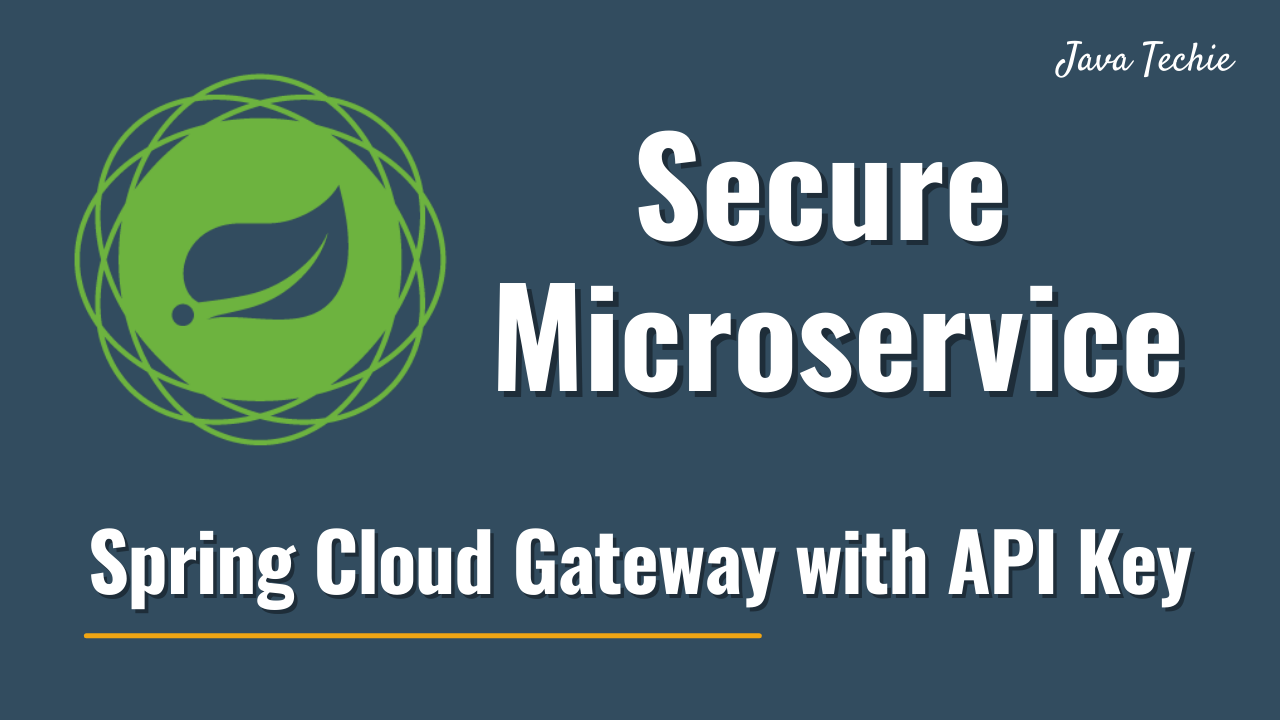 Java Techie
Secure
Microservice
Spring Cloud Gateway with API Key